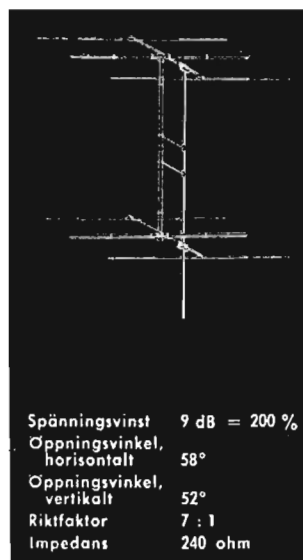 Spänningsvinst 9 dB = 200 %
Öppningsvinkel,
horisontalt 58°
Öppningsvinkel,
vertikalt 52°
Riktfaktor 7 : 1
Impedans 240 ohm